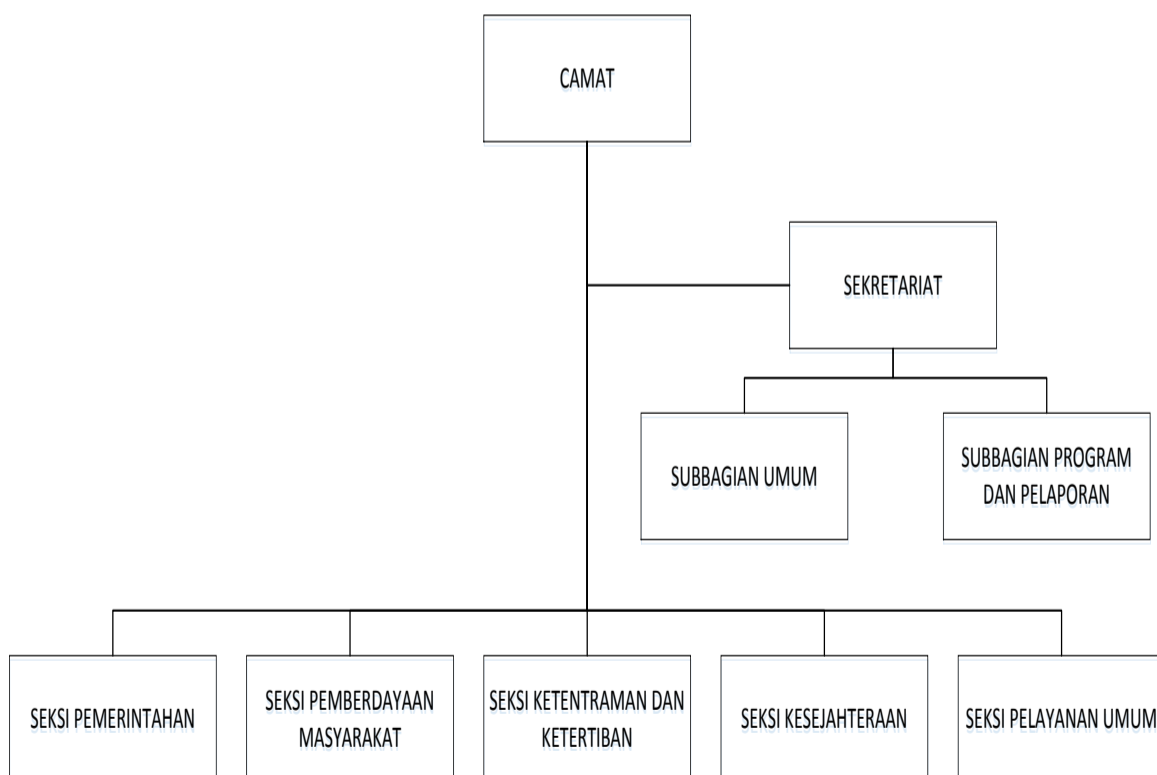 CAMAT
SEKRETARIAT
SUBBAGIAN UMUM
SUBBAGIAN PROGRAM
DAN PELAPORAN
SEKSI PEMERINTAHAN
SEKSI PEMBERDAYAAN
MASYARAKAT
SEKSI KETENTRAMAN DAN
KETERTIBAN
SEKSI KESEJAHTERAAN
SEKSI PELAYANAN UMUM